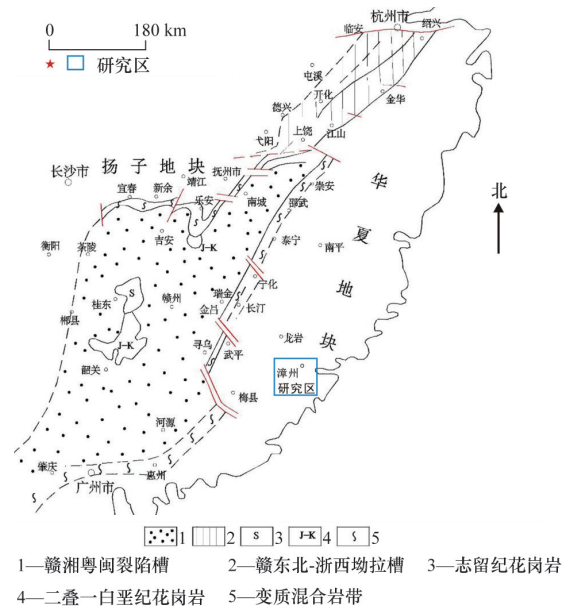 0 180 km
研究区
杭州市
临安 绍兴
屯溪
开化 金华
德兴
上饶 江山
弋阳
扬子地块
长沙市
靖江 抚州市
宜春 新余
乐安 南城 崇安
邵武
华夏地块
北
吉安 J-K
泰宁 南平
衡阳 茶陵
宁化
S
桂东 赣州 瑞金
金吕 长汀
郴县
J-K
寻乌 武平 龙岩
韶关
漳州
研究区
梅县
河源
肇庆 惠州
广州市
1 2 S 3 J-K 4 5
1—赣湘粤闽裂陷槽 2—赣东北-浙西坳拉槽 3—志留纪花岗岩
4—二叠一白垩纪花岗岩 5—变质混合岩带